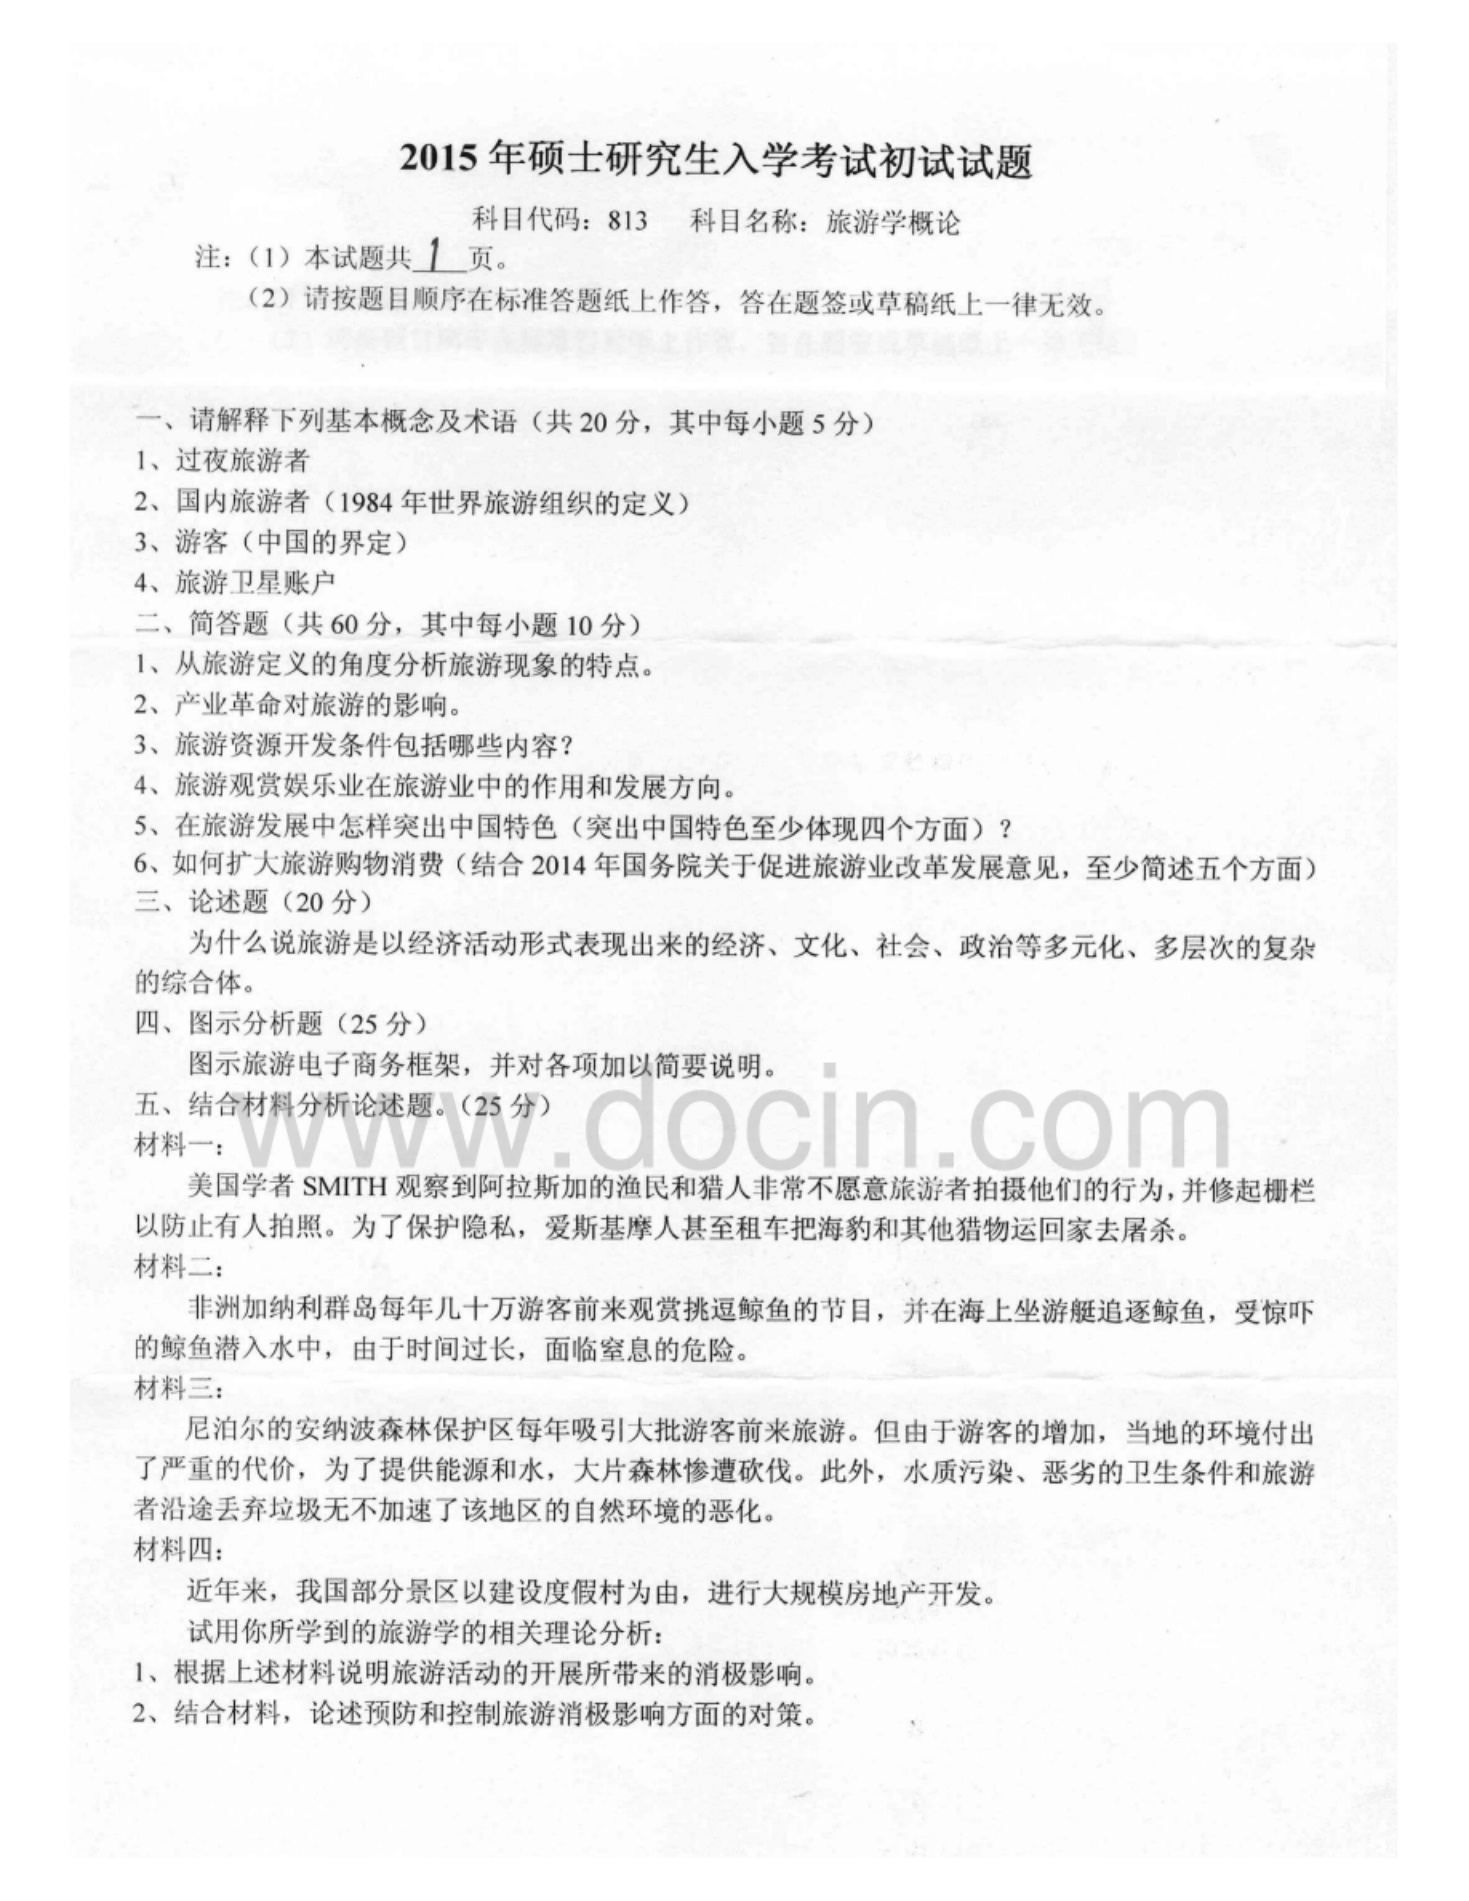 2015 年硕士研究生入学考试初试试题
科目代码：813 科目名称：旅游学概论
注：（1）本试题共 1 页。
（2）请按题目顺序在标准答题纸上作答，答在题签或草稿纸上一律无效。
一、请解释下列基本概念及术语（共 20 分，其中每小题 5 分）
1、过夜旅游者
2、国内旅游者（1984 年世界旅游组织的定义）
3、游客（中国的界定）
4、旅游卫星账户
二、简答题（共 60 分，其中每小题 10 分）
1、从旅游定义的角度分析旅游现象的特点。
2、产业革命对旅游的影响。
3、旅游资源开发条件包括哪些内容？
4、旅游观赏娱乐业在旅游业中的作用和发展方向。
5、在旅游发展中怎样突出中国特色（突出中国特色至少体现四个方面）？
6、如何扩大旅游购物消费（结合 2014 年国务院关于促进旅游业改革发展意见，至少简述五个方面）
三、论述题（20 分）
为什么说旅游是以经济活动形式表现出来的经济、文化、社会、政治等多元化、多层次的复杂
的综合体。
四、图示分析题（25 分）
图示旅游电子商务框架，并对各项加以简要说明。
五、结合材料分析论述题。（25 分）
www.docin.com
材料一：
美国学者 SMITH 观察到阿拉斯加的渔民和猎人非常不愿意旅游者拍摄他们的行为，并修起栅栏
以防止有人拍照。为了保护隐私，爱斯基摩人甚至租车把海豹和其他猎物运回家去屠杀。
材料二：
非洲加纳利群岛每年几十万游客前来观赏挑逗鲸鱼的节目，并在海上坐游艇追逐鲸鱼，受惊吓
的鲸鱼潜入水中，由于时间过长，面临窒息的危险。
材料三：
尼泊尔的安纳波森林保护区每年吸引大批游客前来旅游。但由于游客的增加，当地的环境付出
了严重的代价，为了提供能源和水，大片森林惨遭砍伐。此外，水质污染、恶劣的卫生条件和旅游
者沿途丢弃垃圾无不加速了该地区的自然环境的恶化。
材料四：
近年来，我国部分景区以建设度假村为由，进行大规模房地产开发。
试用你所学到的旅游学的相关理论分析：
1、根据上述材料说明旅游活动的开展所带来的消极影响。
2、结合材料，论述预防和控制旅游消极影响方面的对策。